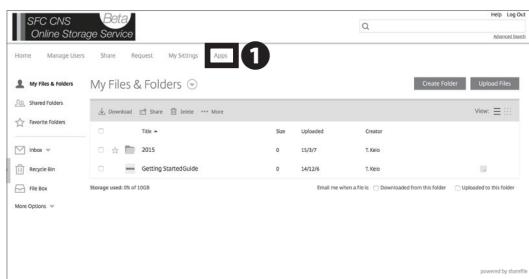 Help Log Out
SFC CNS Beta
Online Storage Service
Advanced Search
Home Manage Users Share Request My Settings Apps 1
My Files & Folders
My Files & Folders
Create Folder Upload Files
Shared Folders
Download Share Delete ••• More View:
Favorite Folders
Title Size Uploaded Creator
Inbox
2015 0 15/3/7 T. Keio
Recycle Bin
Getting StartedGuide 0 14/12/6 T. Keio
File Box
Storage used: 0% of 10GB Email me when a file is Downloaded from this folder Uploaded to this folder
More Options
powered by sharefile